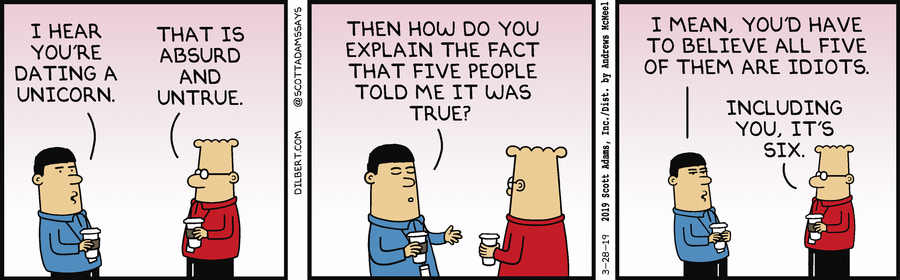 I HEAR
YOU'RE
DATING A
UNICORN.
THAT IS
ABSURD
AND
UNTRUE.
DILBERT.COM @SCOTTADAMSSAYS
THEN HOW DO YOU
EXPLAIN THE FACT
THAT FIVE PEOPLE
TOLD ME IT WAS
TRUE?
3-28-19 2019 Scott Adams, Inc./Dist. by Andrews McMeel
I MEAN, YOU'D HAVE
TO BELIEVE ALL FIVE
OF THEM ARE IDIOTS.
INCLUDING
YOU, IT'S
SIX.